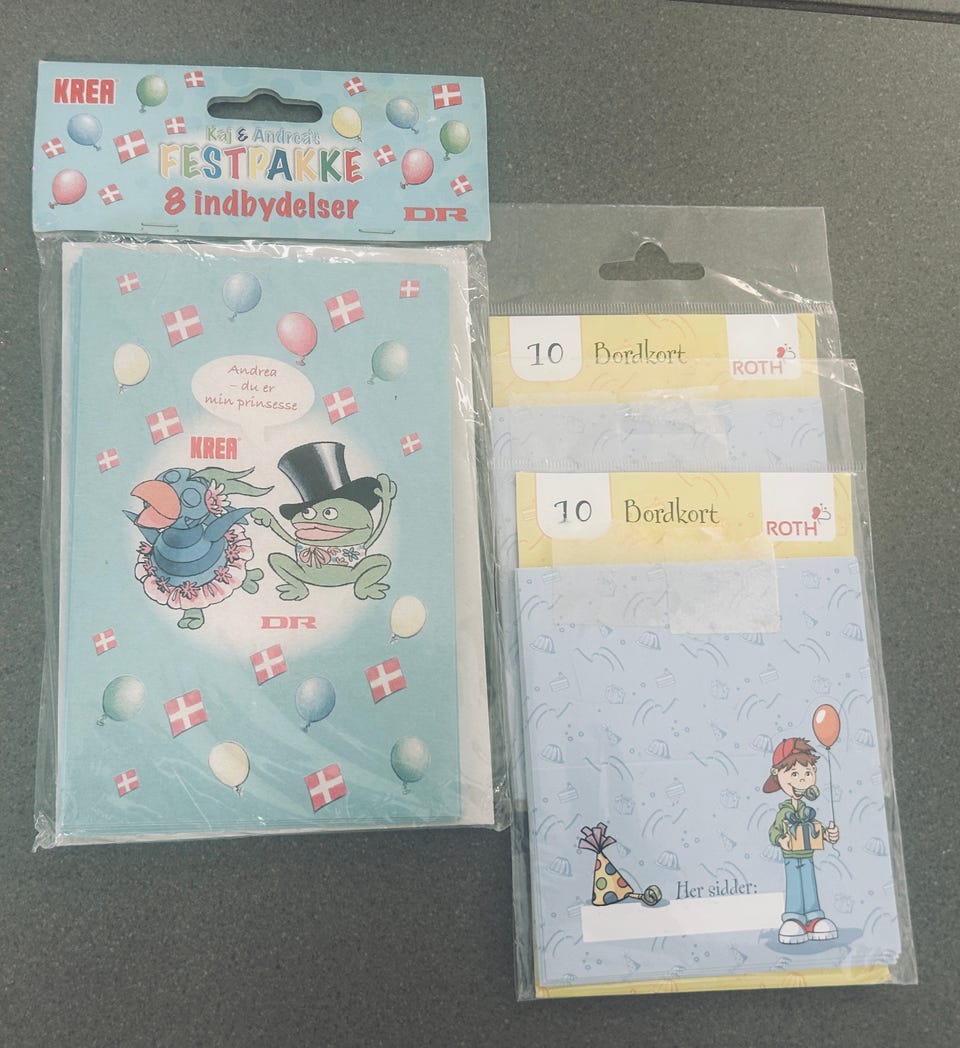 KREA
Kaj & Andrea's
FESTPAKKE
8 indbydelser
DR
Andrea
– du er
min prinsesse
KREA
DR
10 Bordkort
ROTH
10 Bordkort
ROTH
Her sidder: